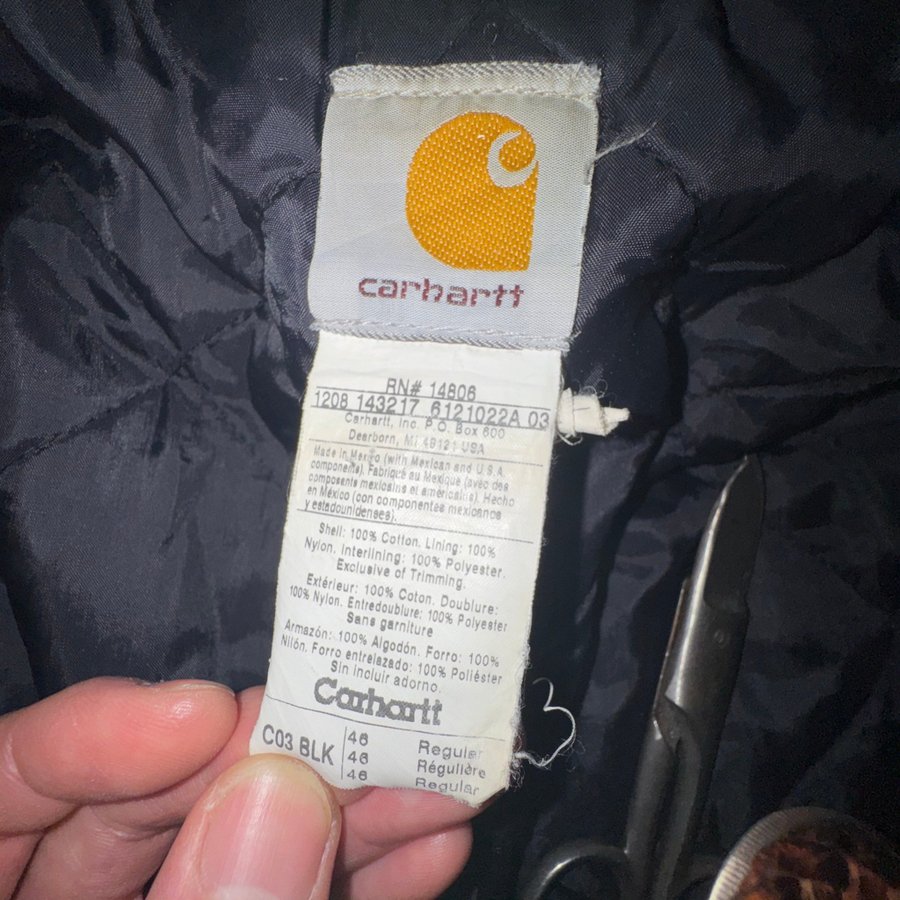 carhartt
RN# 14806
1208 143217 6121022A 03
Carhartt, Inc. P.O. Box 600
Dearborn, MI 49121 USA
Made in Mexico (with Mexican and U.S.A.
components). Fabriqué au Mexique (avec des
composants mexicains et américains). Hecho
en México (con componentes mexicanos
y estadounidenses).
Shell: 100% Cotton. Lining: 100%
Nylon. Interlining: 100% Polyester.
Exclusive of Trimming.
Extérieur: 100% Coton. Doublure:
100% Nylon. Entredoublure: 100% Polyester
Sans garniture
Armazón: 100% Algodón. Forro: 100%
Nilón. Forro entrelazado: 100% Poliéster
Sin incluir adorno.
Carhartt
C03 BLK 46 Regular
46 Régulière
46 Regular